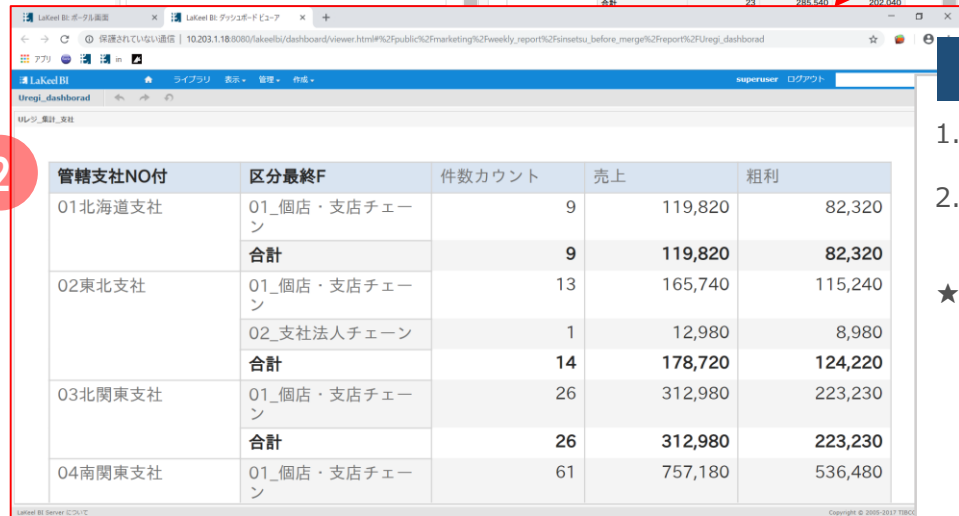 合計 23 285,540 202,040
LaKeel BI: ポータル画面 × LaKeel BI: ダッシュボード ビューア × +
保護されていない通信 | 10.203.1.18:8080/lakeelbi/dashboard/viewer.html#%2Fpublic%2Fmarketing%2Fweekly_report%2Fsinsetsu_before_merge%2Freport%2FUregi_dashborad
アプリ in
LaKeel BI ライブラリ 表示 管理 作成 superuser ログアウト
Uregi_dashborad
Uレジ_集計_支社
2
管轄支社NO付 区分最終F 件数カウント 売上 粗利
01北海道支社 01_個店・支店チェー 9 119,820 82,320
ン
合計 9 119,820 82,320
02東北支社 01_個店・支店チェー 13 165,740 115,240
ン
02_支社法人チェーン 1 12,980 8,980
合計 14 178,720 124,220
03北関東支社 01_個店・支店チェー 26 312,980 223,230
ン
合計 26 312,980 223,230
04南関東支社 01_個店・支店チェー 61 757,180 536,480
ン
LaKeel BI Server について Copyright © 2005-2017 TIBCO
1.
2.
★